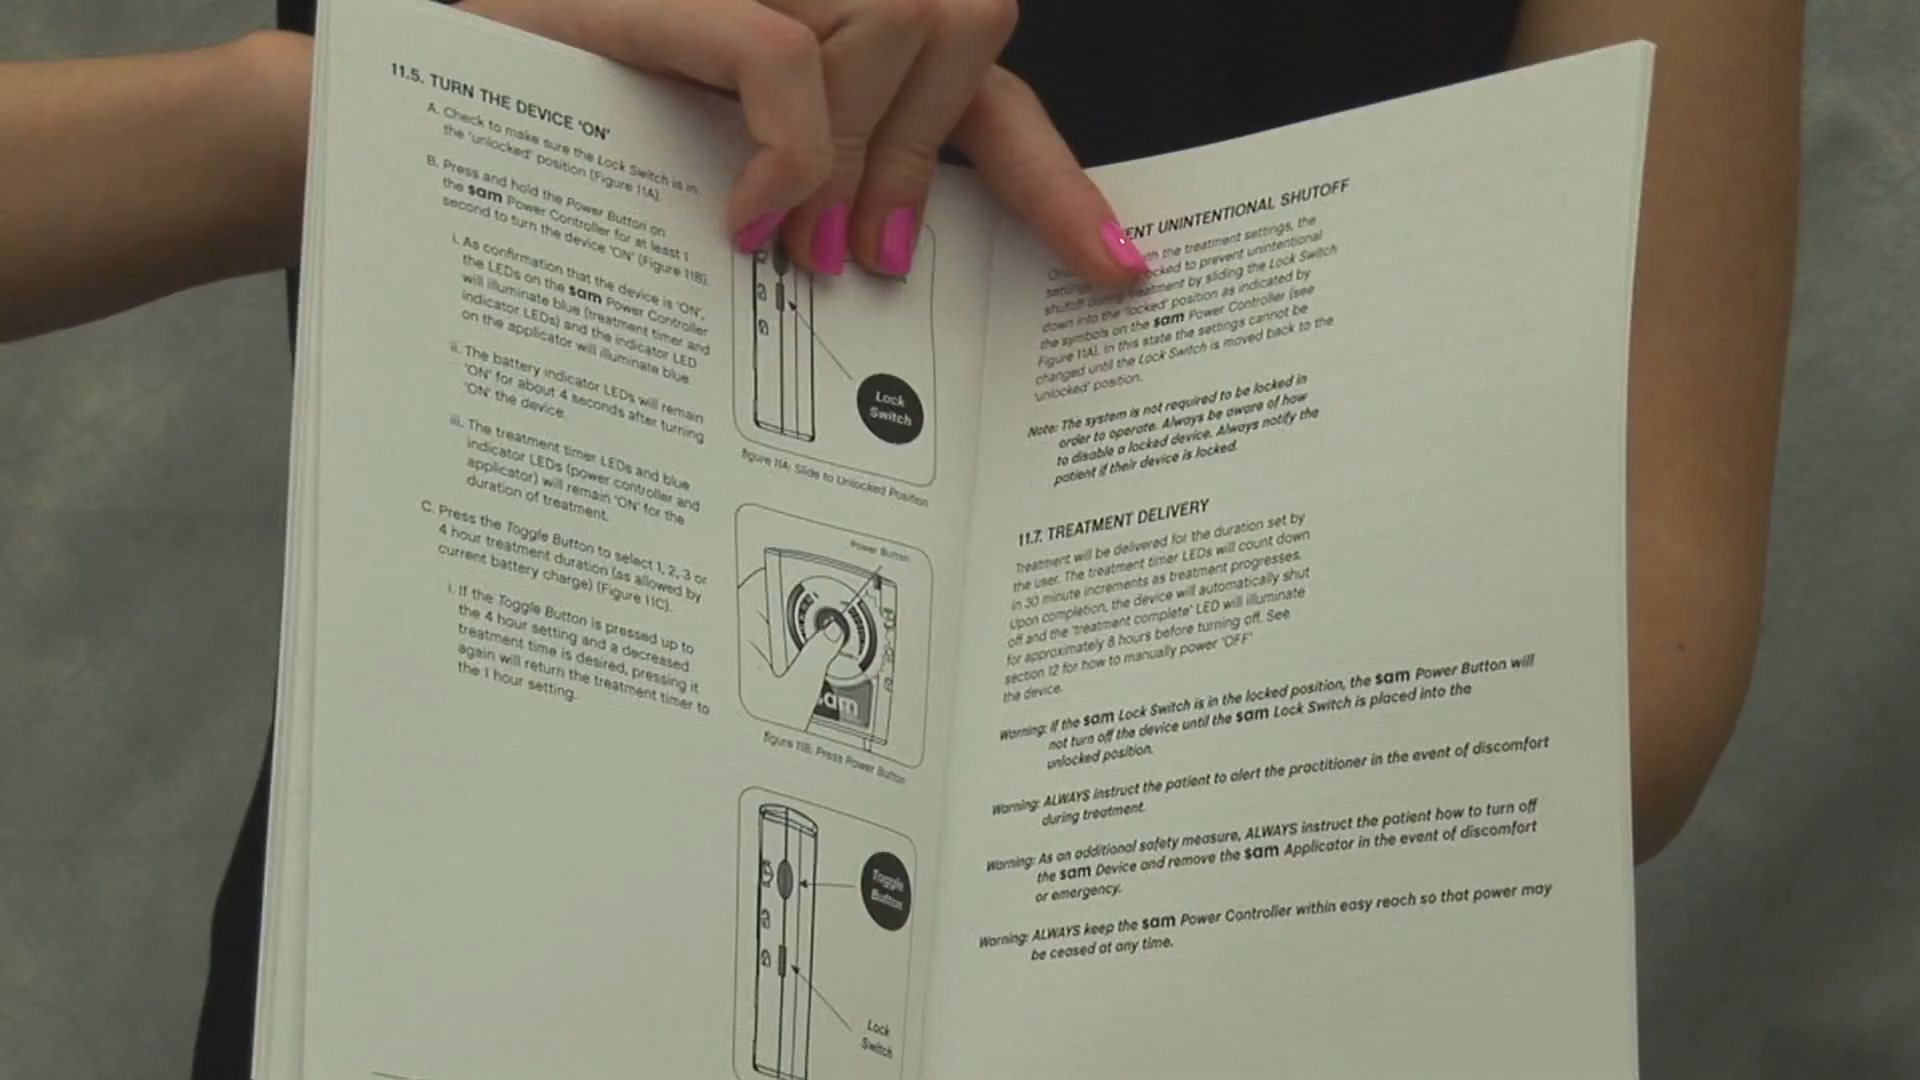 11.5. TURN THE DEVICE 'ON'
A. Check to make sure the Lock Switch is in
the 'unlocked' position (Figure 11A).
B. Press and hold the Power Button on
the sam Power Controller for at least 1
second to turn the device 'ON' (Figure 11B).
i. As confirmation that the device is 'ON',
the LEDs on the sam Power Controller
will illuminate blue (treatment timer and
indicator LEDs) and the indicator LED
on the applicator will illuminate blue.
ii. The battery indicator LEDs will remain
'ON' for about 4 seconds after turning
'ON' the device.
iii. The treatment timer LEDs and blue
indicator LEDs (power controller and
applicator) will remain 'ON' for the
duration of treatment.
C. Press the Toggle Button to select 1, 2, 3 or
4 hour treatment duration (as allowed by
current battery charge) (Figure 11C).
i. If the Toggle Button is pressed up to
the 4 hour setting and a decreased
treatment time is desired, pressing it
again will return the treatment timer to
the 1 hour setting.
Lock
Switch
figure 11A: Slide to Unlocked Position
Power Button
sam
figure 11B: Press Power Button
Toggle
Button
Lock
Switch
ENT UNINTENTIONAL SHUTOFF
the treatment settings, the
to prevent unintentional
shutoff during treatment by sliding the Lock Switch
down into the 'locked' position as indicated by
the symbols on the sam Power Controller (see
Figure 11A). In this state the settings cannot be
changed until the Lock Switch is moved back to the
'unlocked' position.
Note: The system is not required to be locked in
order to operate. Always be aware of how
to disable a locked device. Always notify the
patient if their device is locked.
11.7. TREATMENT DELIVERY
Treatment will be delivered for the duration set by
the user. The treatment timer LEDs will count down
in 30 minute increments as treatment progresses.
Upon completion, the device will automatically shut
off and the 'treatment complete' LED will illuminate
for approximately 8 hours before turning off. See
section 12 for how to manually power 'OFF'
the device.
Warning: If the sam Lock Switch is in the locked position, the sam Power Button will
not turn off the device until the sam Lock Switch is placed into the
unlocked position.
Warning: ALWAYS instruct the patient to alert the practitioner in the event of discomfort
during treatment.
Warning: As an additional safety measure, ALWAYS instruct the patient how to turn off
the sam Device and remove the sam Applicator in the event of discomfort
or emergency.
Warning: ALWAYS keep the sam Power Controller within easy reach so that power may
be ceased at any time.